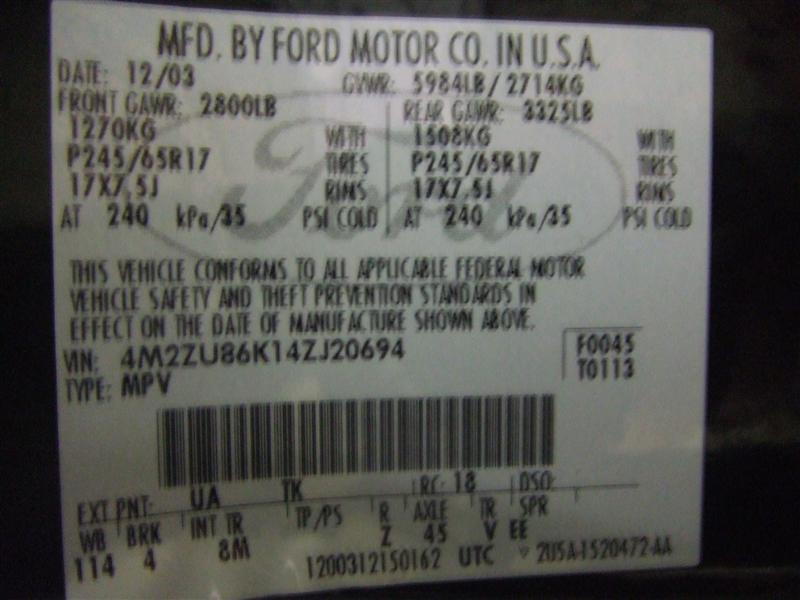 MFD. BY FORD MOTOR CO. IN U.S.A.
DATE: 12/03 GVWR: 5984LB / 2714KG
FRONT GAWR: 2800LB REAR GAWR: 3325LB
1270KG WITH 1508KG WITH
P245/65R17 TIRES P245/65R17 TIRES
17X7.5J RIMS 17X7.5J RIMS
AT 240 kPa/35 PSI COLD AT 240 kPa/35 PSI COLD
Ford
THIS VEHICLE CONFORMS TO ALL APPLICABLE FEDERAL MOTOR
VEHICLE SAFETY AND THEFT PREVENTION STANDARDS IN
EFFECT ON THE DATE OF MANUFACTURE SHOWN ABOVE.
VIN: 4M2ZU86K14ZJ20694 F0045
TYPE: MPV T0113
EXT PNT: UA TK RC: 18 DSO:
WB BRK INT TR TP/PS R AXLE TR SPR
114 4 8M Z 45 V EE
1200312150162 UTC 2U5A-1520472-AA